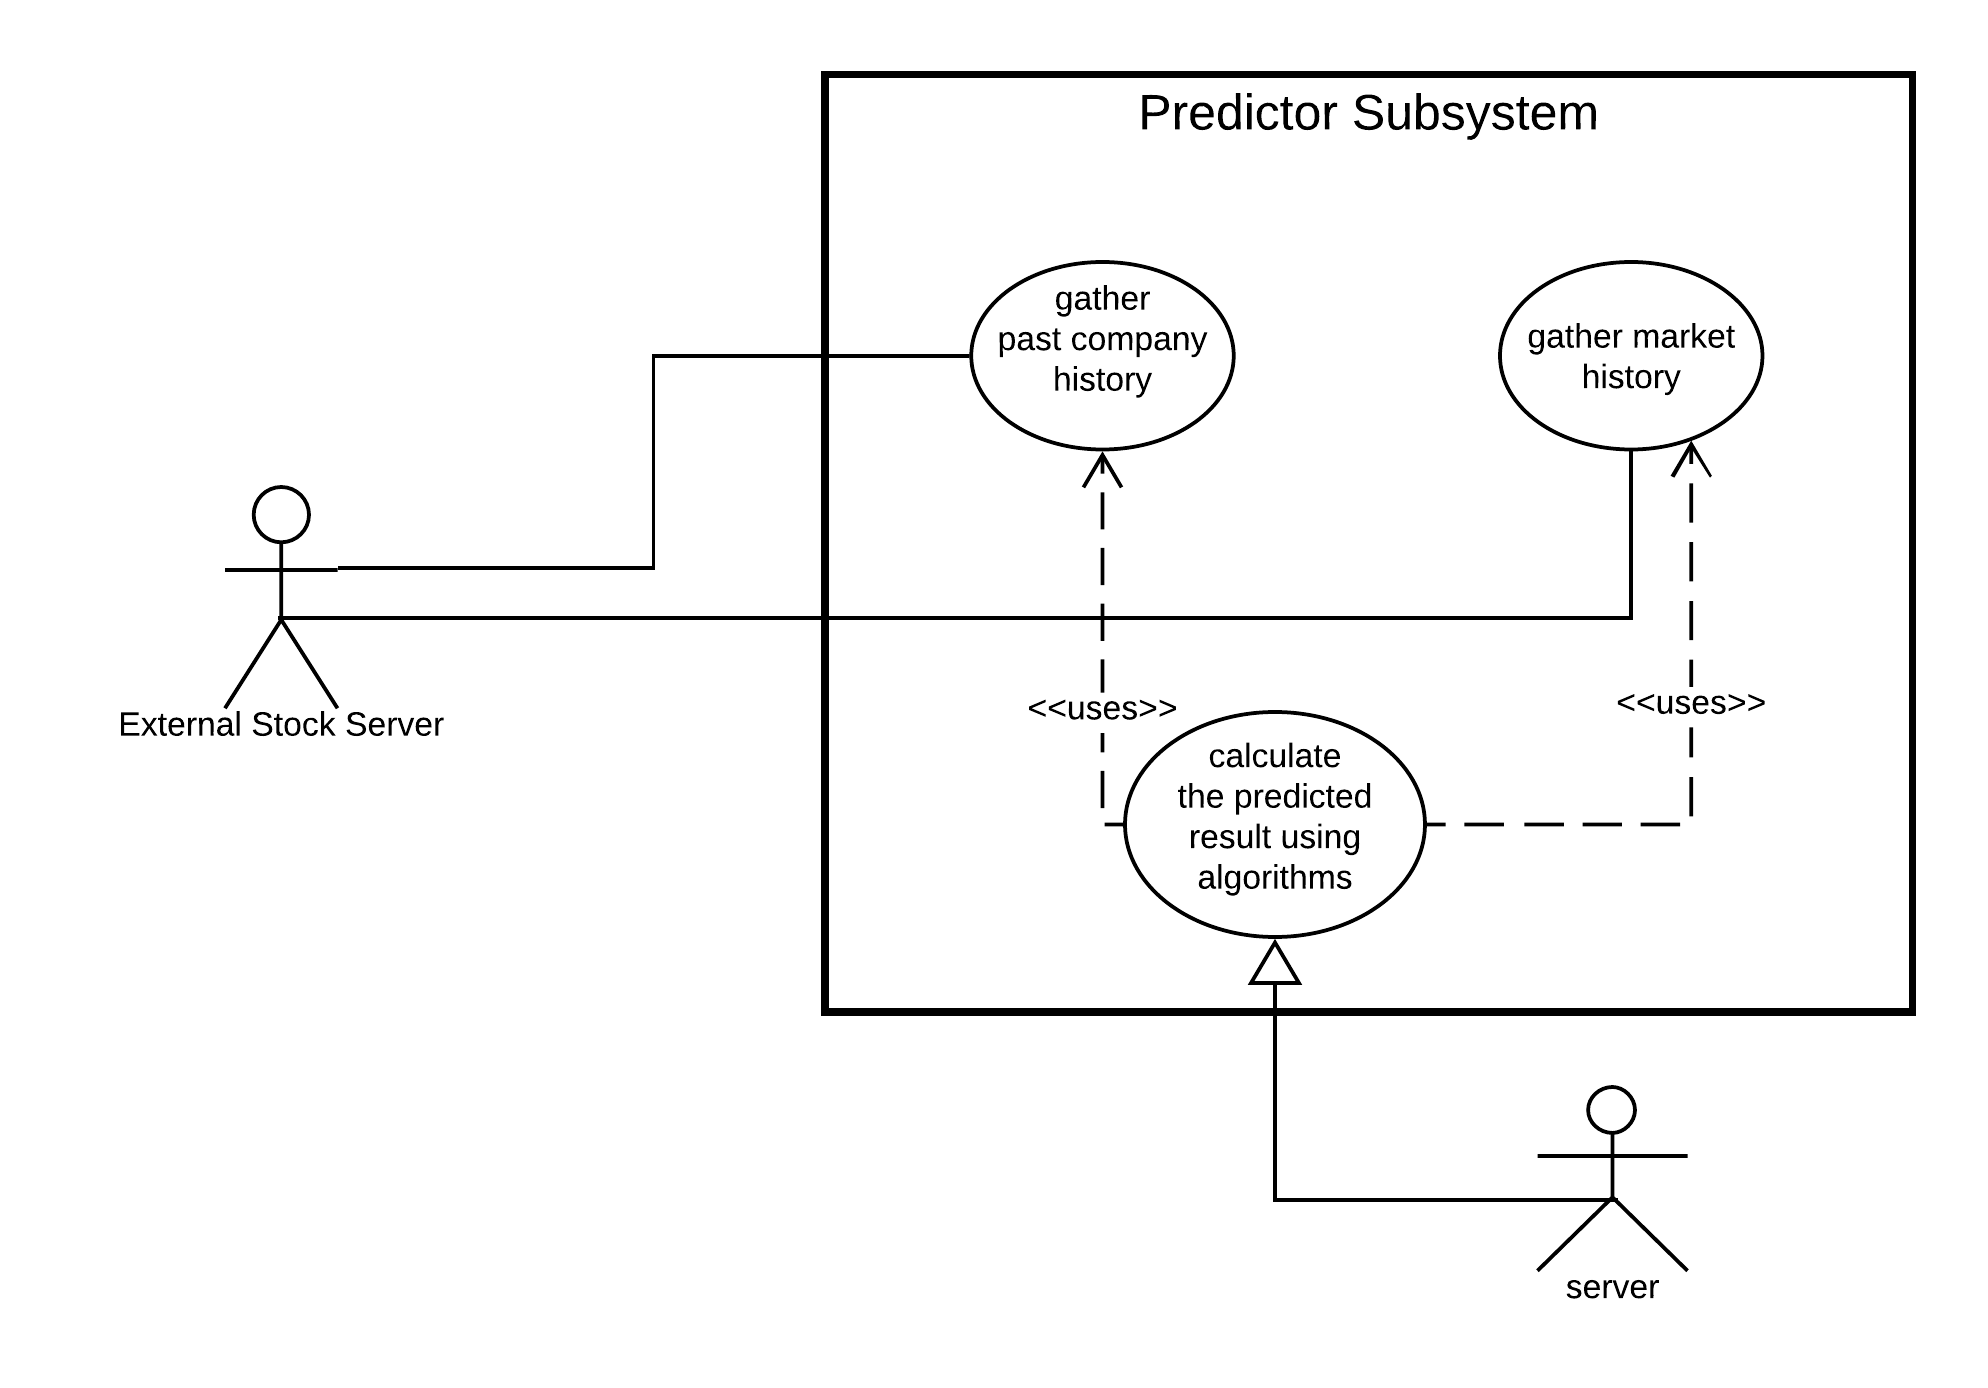 Predictor Subsystem
gather
past company
history
gather market
history
External Stock Server
<<uses>>
<<uses>>
calculate
the predicted
result using
algorithms
server